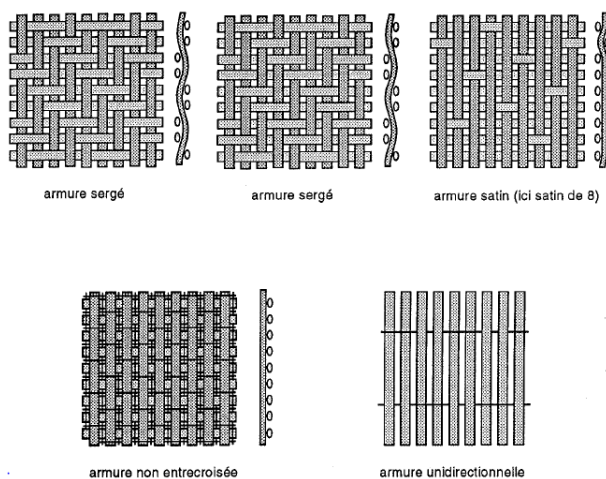 armure sergé
armure sergé
armure satin (ici satin de 8)
armure non entrecroisée
armure unidirectionnelle